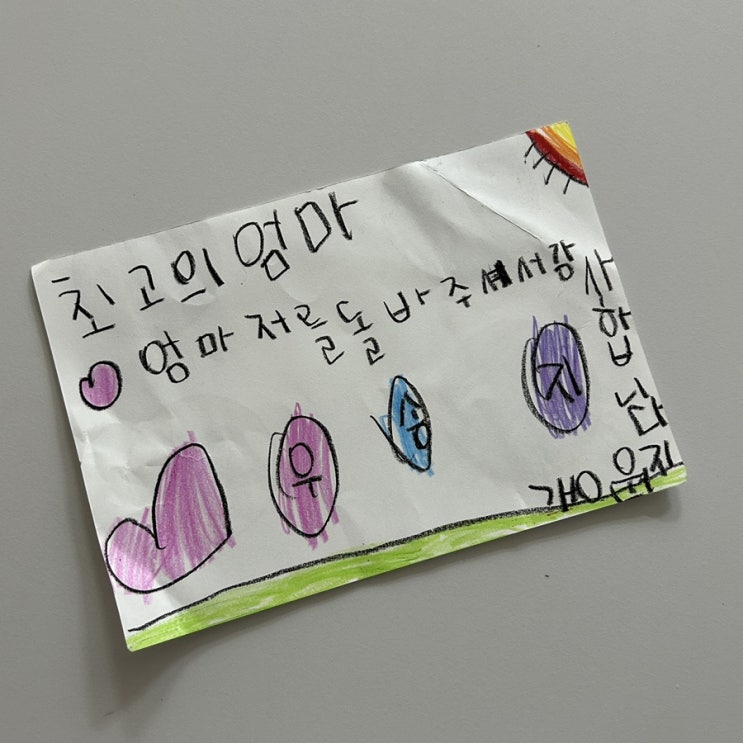 최고의 엄마
엄마 저를 돌바 주셔서 감
사
합
니다
우 승 지